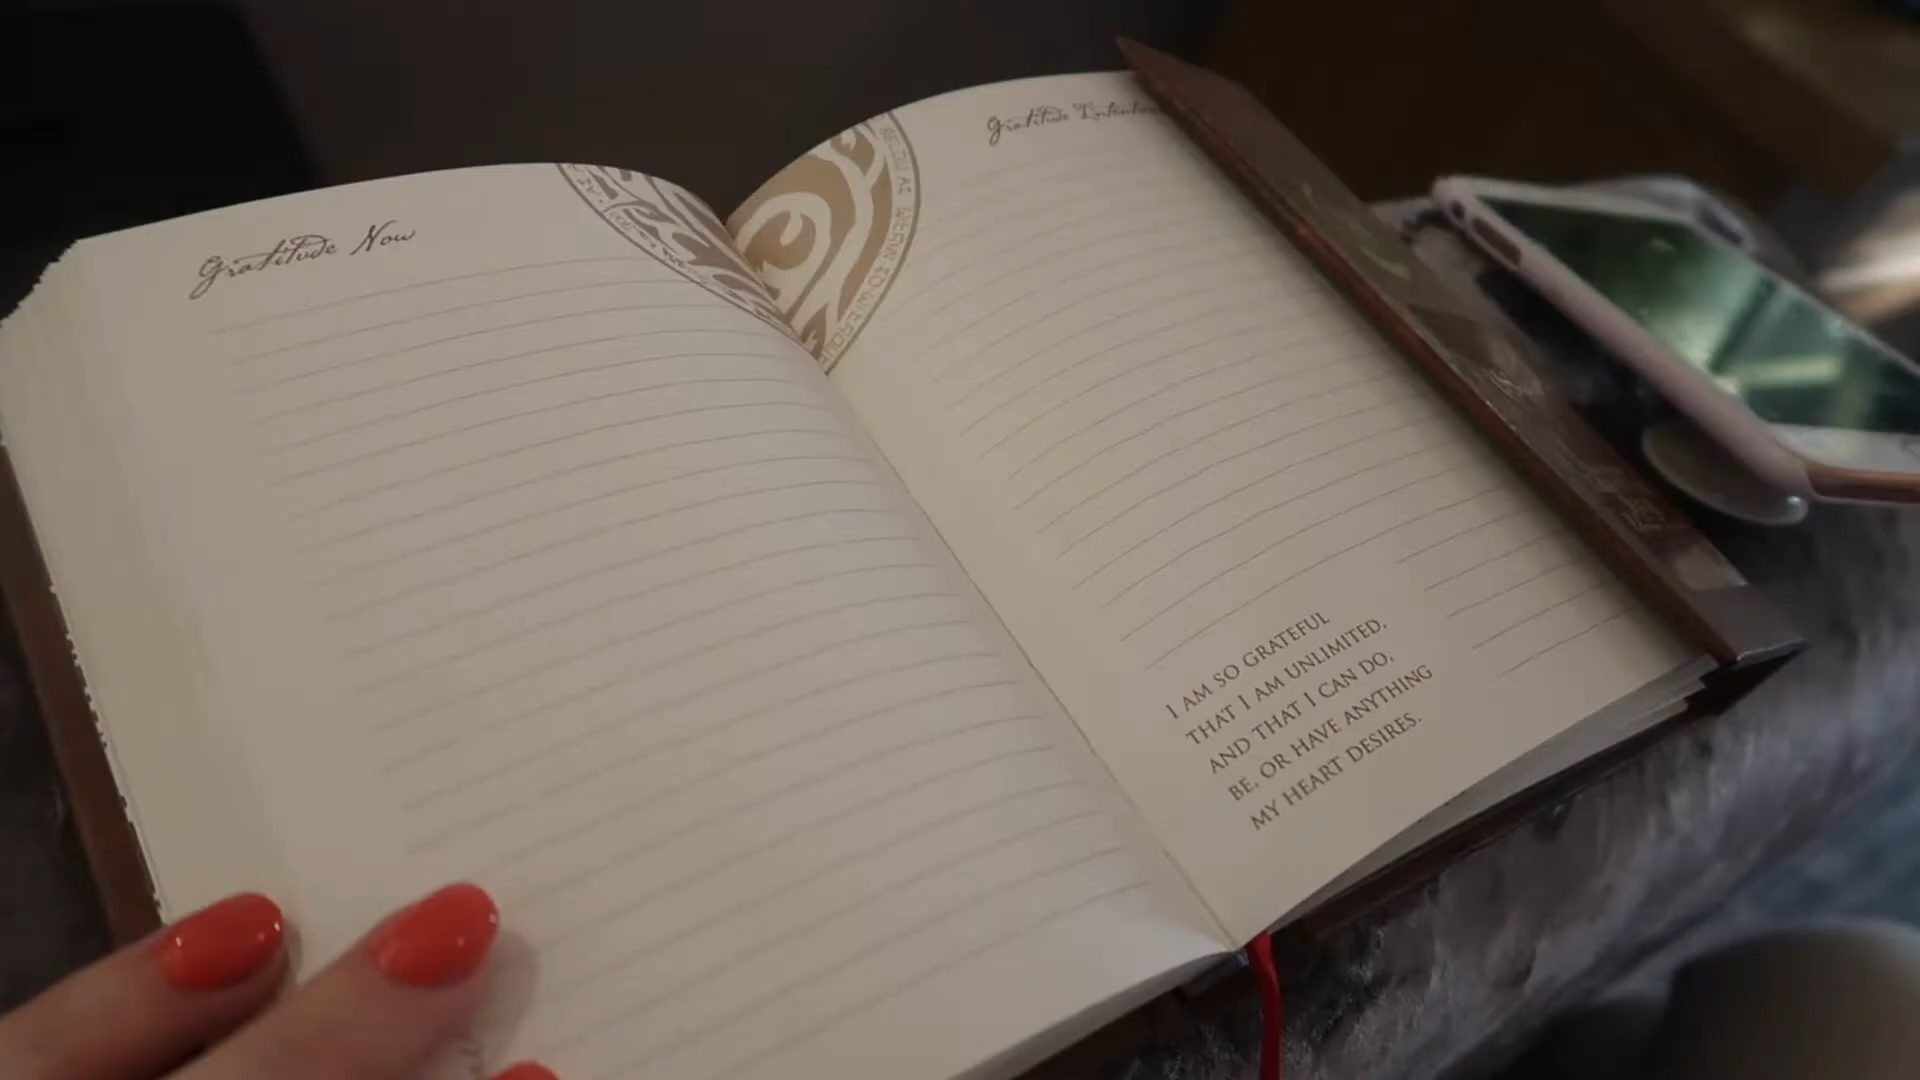 Gratitude Now
Gratitude
I AM SO GRATEFUL
THAT I AM UNLIMITED,
AND THAT I CAN DO,
BE, OR HAVE ANYTHING
MY HEART DESIRES.